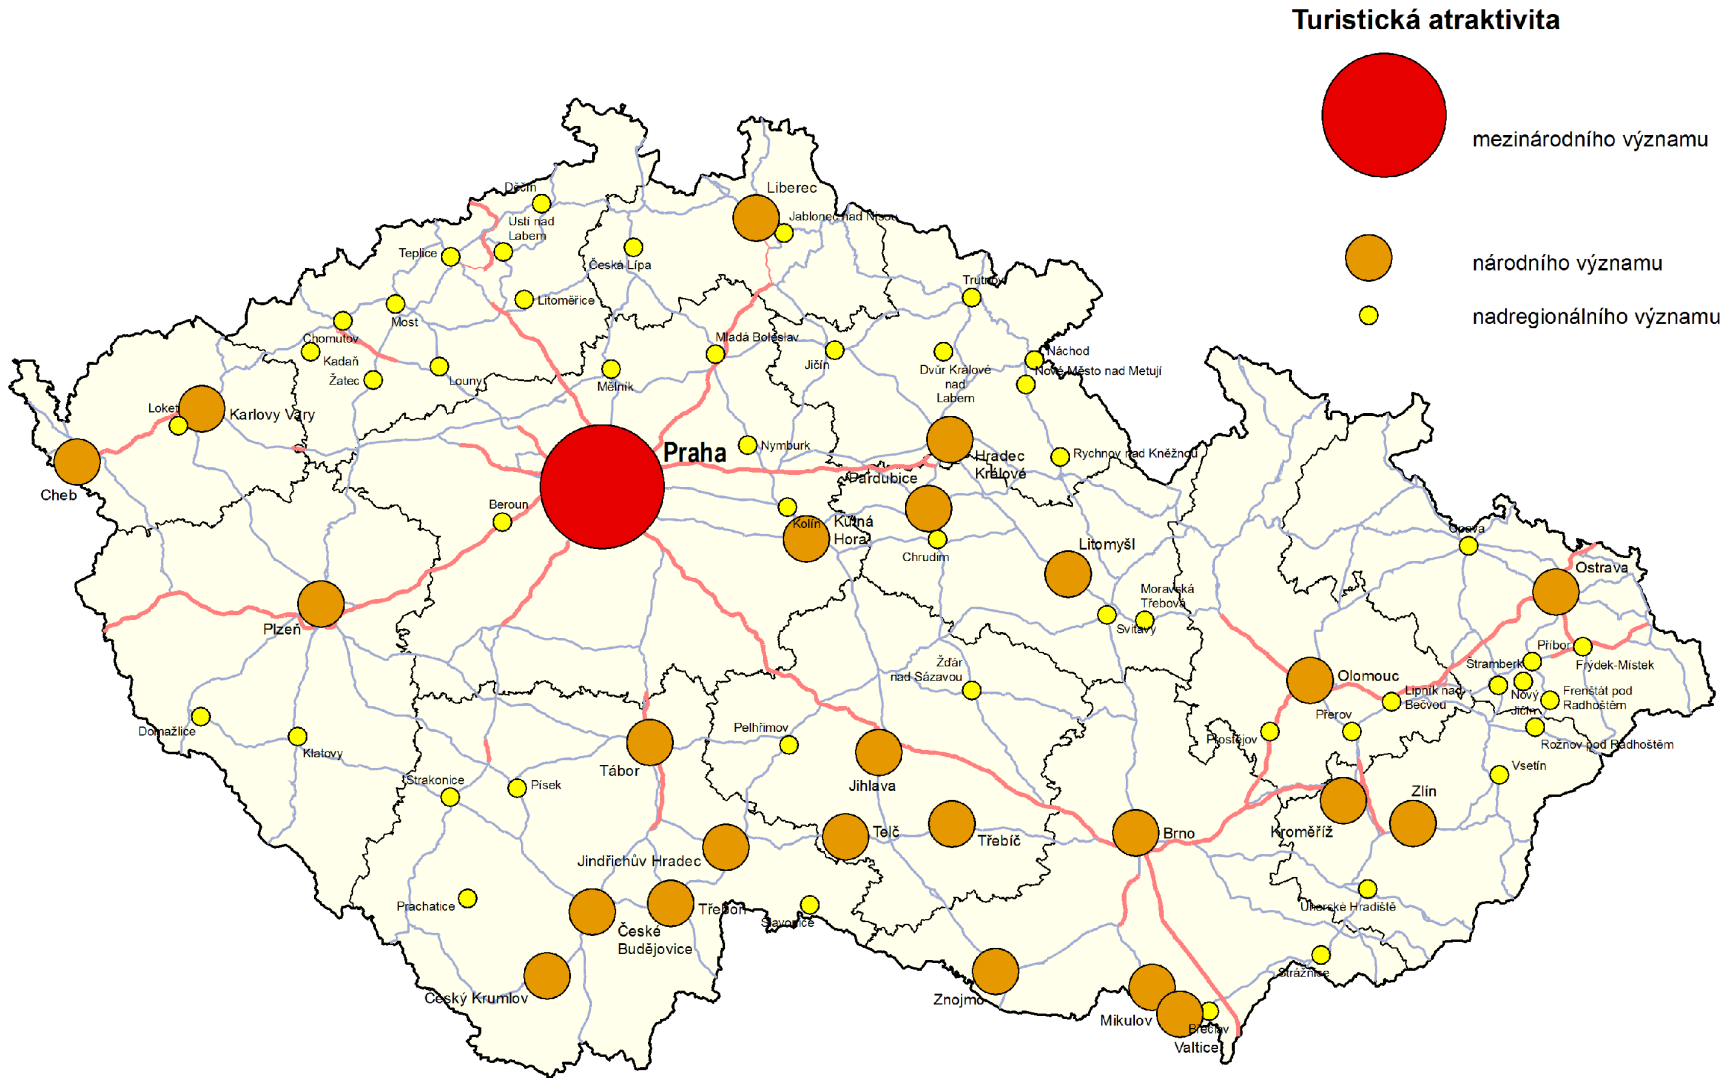 Turistická atraktivita
mezinárodního významu
národního významu
nadregionálního významu
Děčín
Ústí nad
Labem
Teplice
Litoměřice
Most
Chomutov
Kadaň
Žatec
Louny
Česká Lípa
Liberec
Jablonec nad Nisou
Mladá Boleslav
Mělník
Jičín
Trutnov
Dvůr Králové
nad
Labem
Náchod
Nové Město nad Metují
Loket
Karlovy Vary
Cheb
Praha
Nymburk
Hradec
Králové
Rychnov nad Kněžnou
Pardubice
Beroun
Kolín
Kutná
Hora
Chrudim
Litomyšl
Moravská
Třebová
Svitavy
Opava
Ostrava
Plzeň
Příbor
Frýdek-Místek
Štramberk
Nový
Jičín
Frenštát pod
Radhoštěm
Rožnov pod Radhoštěm
Olomouc
Lipník nad
Bečvou
Přerov
Prostějov
Žďár
nad Sázavou
Domažlice
Klatovy
Pelhřimov
Tábor
Jihlava
Strakonice
Písek
Vsetín
Zlín
Kroměříž
Brno
Telč
Třebíč
Jindřichův Hradec
Třeboň
Prachatice
České
Budějovice
Slavonice
Uherské Hradiště
Strážnice
Český Krumlov
Znojmo
Mikulov
Břeclav
Valtice